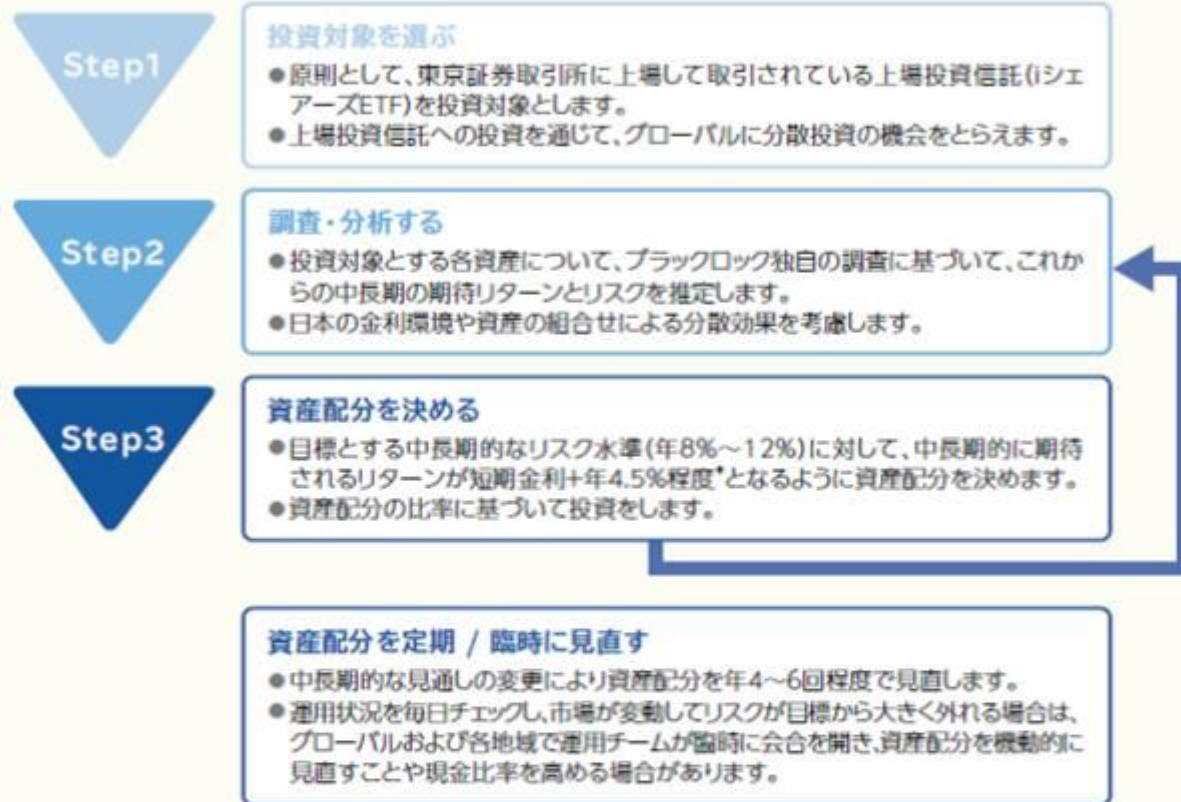 Step1
投資対象を選ぶ
●原則として、東京証券取引所に上場して取引されている上場投資信託(iシェ
アーズETF)を投資対象とします。
●上場投資信託への投資を通じて、グローバルに分散投資の機会をとらえます。
Step2
調査・分析する
●投資対象とする各資産について、ブラックロック独自の調査に基づいて、これか
らの中長期の期待リターンとリスクを推定します。
●日本の金利環境や資産の組合せによる分散効果を考慮します。
Step3
資産配分を決める
●目標とする中長期的なリスク水準(年8%～12%)に対して、中長期的に期待
されるリターンが短期金利+年4.5%程度*となるように資産配分を決めます。
●資産配分の比率に基づいて投資をします。
資産配分を定期 / 臨時に見直す
●中長期的な見通しの変更により資産配分を年4～6回程度で見直します。
●運用状況を毎日チェックし、市場が変動してリスクが目標から大きく外れる場合は、
グローバルおよび各地域で運用チームが臨時に会合を開き、資産配分を機動的に
見直すことや現金比率を高める場合があります。